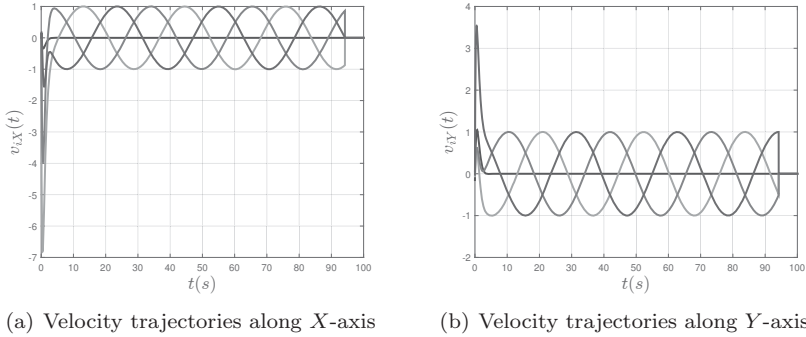 1
0
-1
-2
-3
-4
-5
-6
-7
v_{iX}(t)
0 10 20 30 40 50 60 70 80 90 100
t(s)
(a) Velocity trajectories along X-axis
4
3
2
1
0
-1
-2
v_{iY}(t)
0 10 20 30 40 50 60 70 80 90 100
t(s)
(b) Velocity trajectories along Y-axis